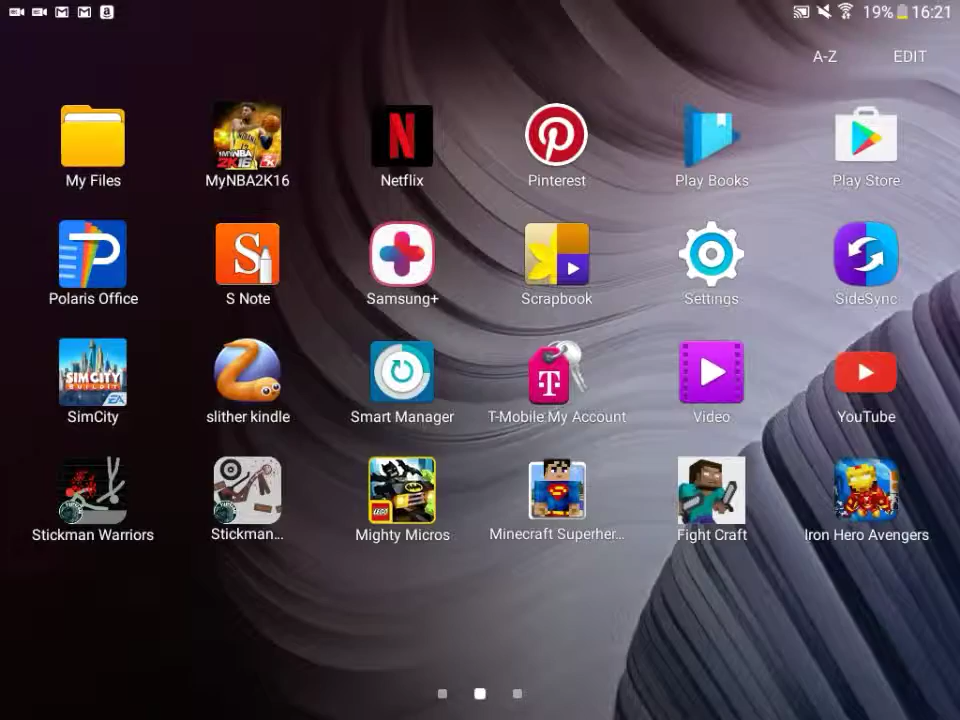 19% 16:21
A-Z EDIT
My Files MyNBA2K16 Netflix Pinterest Play Books Play Store
Polaris Office S Note Samsung+ Scrapbook Settings SideSync
SIMCITY
SimCity slither kindle Smart Manager T-Mobile My Account Video YouTube
LEGO
Stickman Warriors Stickman... Mighty Micros Minecraft Superher... Fight Craft Iron Hero Avengers